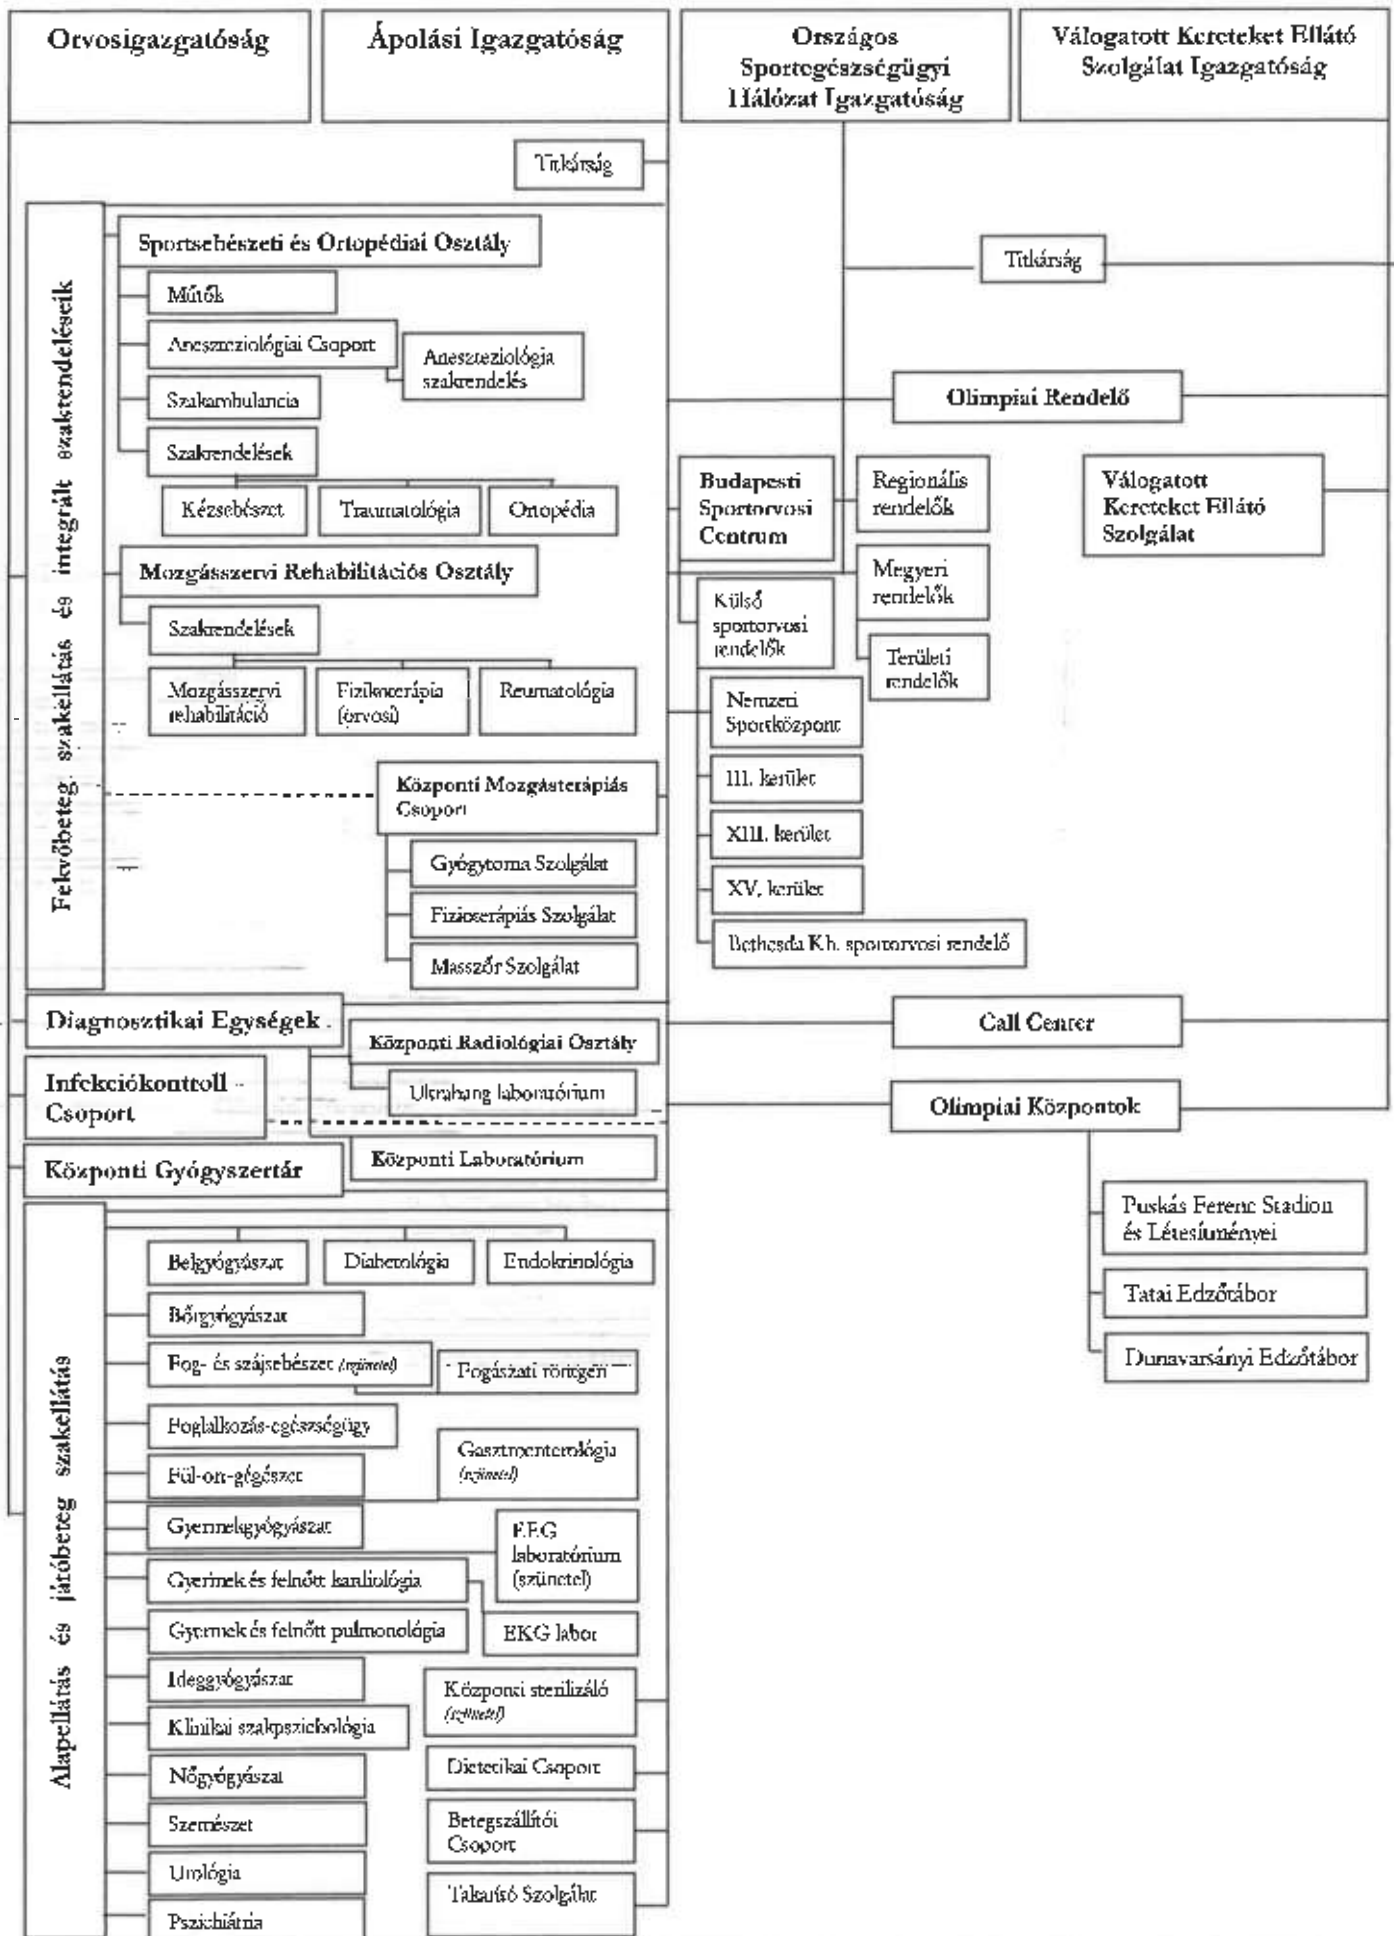 Orvosigazgatóság
Ápolási Igazgatóság
Országos
Sportegészségügyi
Hálózat Igazgatóság
Válogatott Kereteket Ellátó
Szolgálat Igazgatóság
Titkárság
Titkárság
Fekvőbeteg szakellátás és integrált szakrendeléseik
Sportsebészeti és Ortopédiai Osztály
Műtők
Aneszteziológiai Csoport
Aneszteziológia
szakrendelés
Szakambulancia
Szakrendelések
Kézsebészet
Traumatológia
Ortopédia
Mozgásszervi Rehabilitációs Osztály
Szakrendelések
Mozgásszervi
rehabilitáció
Fizikoterápia
(orvosi)
Reumatológia
Központi Mozgásterápiás
Csoport
Gyógytorna Szolgálat
Fizioterápiás Szolgálat
Masszőr Szolgálat
Olimpiai Rendelő
Budapesti
Sportorvosi
Centrum
Regionális
rendelők
Megyeri
rendelők
Területi
rendelők
Válogatott
Kereteket Ellátó
Szolgálat
Külső
sportorvosi
rendelők
Nemzeti
Sportközpont
III. kerület
XIII. kerület
XV. kerület
Bethesda Kh. sportorvosi rendelő
Diagnosztikai Egységek
Központi Radiológiai Osztály
Ultrahang laboratórium
Infekciókontroll
Csoport
Központi Laboratórium
Központi Gyógyszertár
Call Center
Olimpiai Központok
Puskás Ferenc Stadion
és Létesítményei
Tatai Edzőtábor
Dunavarsányi Edzőtábor
Alapellátás és járóbeteg szakellátás
Belgyógyászat
Diabetológia
Endokrinológia
Bőrgyógyászat
Fog- és szájsebészet (szünetel)
Fogászati röntgen
Foglalkozás-egészségügy
Gasztroenterológia
(szünetel)
Fül-orr-gégészet
Gyermekgyógyászat
EEG
laboratórium
(szünetel)
Gyermek és felnőtt kardiológia
EKG labor
Gyermek és felnőtt pulmonológia
Ideggyógyászat
Központi sterilizáló
(szünetel)
Klinikai szakpszichológia
Dietetikai Csoport
Nőgyógyászat
Betegszállítói
Csoport
Szemészet
Urológia
Takarító Szolgálat
Pszichiátria